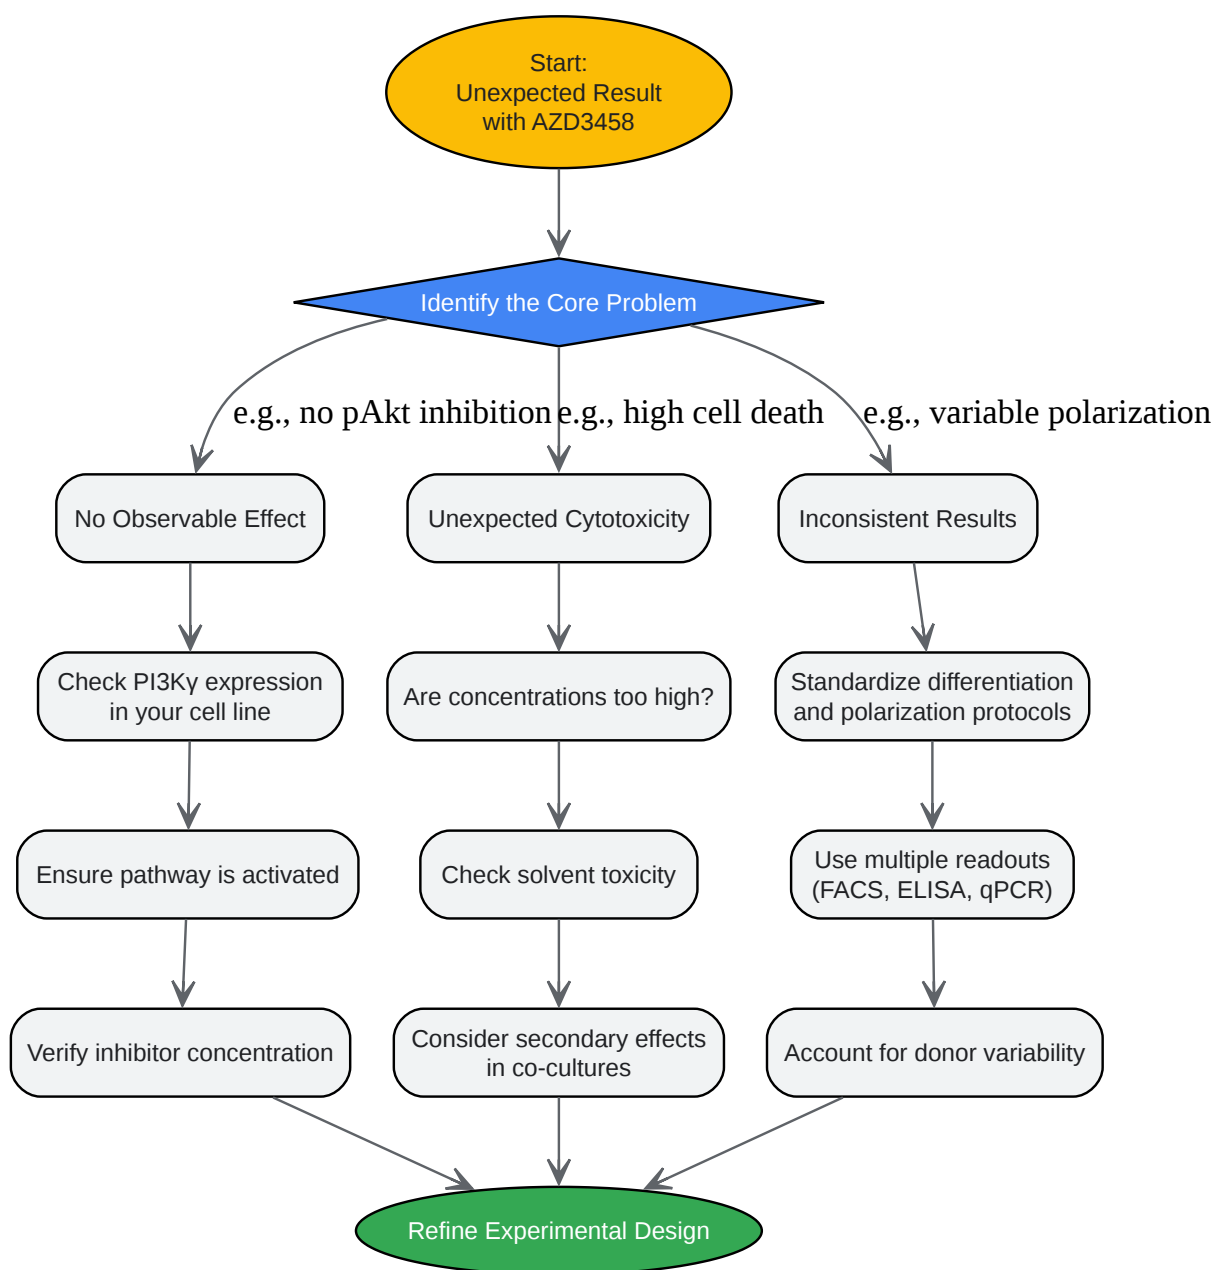 Start:
Unexpected Result
with AZD3458
Identify the Core Problem
e.g., no pAkt inhibition
e.g., high cell death
e.g., variable polarization
No Observable Effect
Unexpected Cytotoxicity
Inconsistent Results
Check PI3Kγ expression
in your cell line
Are concentrations too high?
Standardize differentiation
and polarization protocols
Ensure pathway is activated
Check solvent toxicity
Use multiple readouts
(FACS, ELISA, qPCR)
Verify inhibitor concentration
Consider secondary effects
in co-cultures
Account for donor variability
Refine Experimental Design